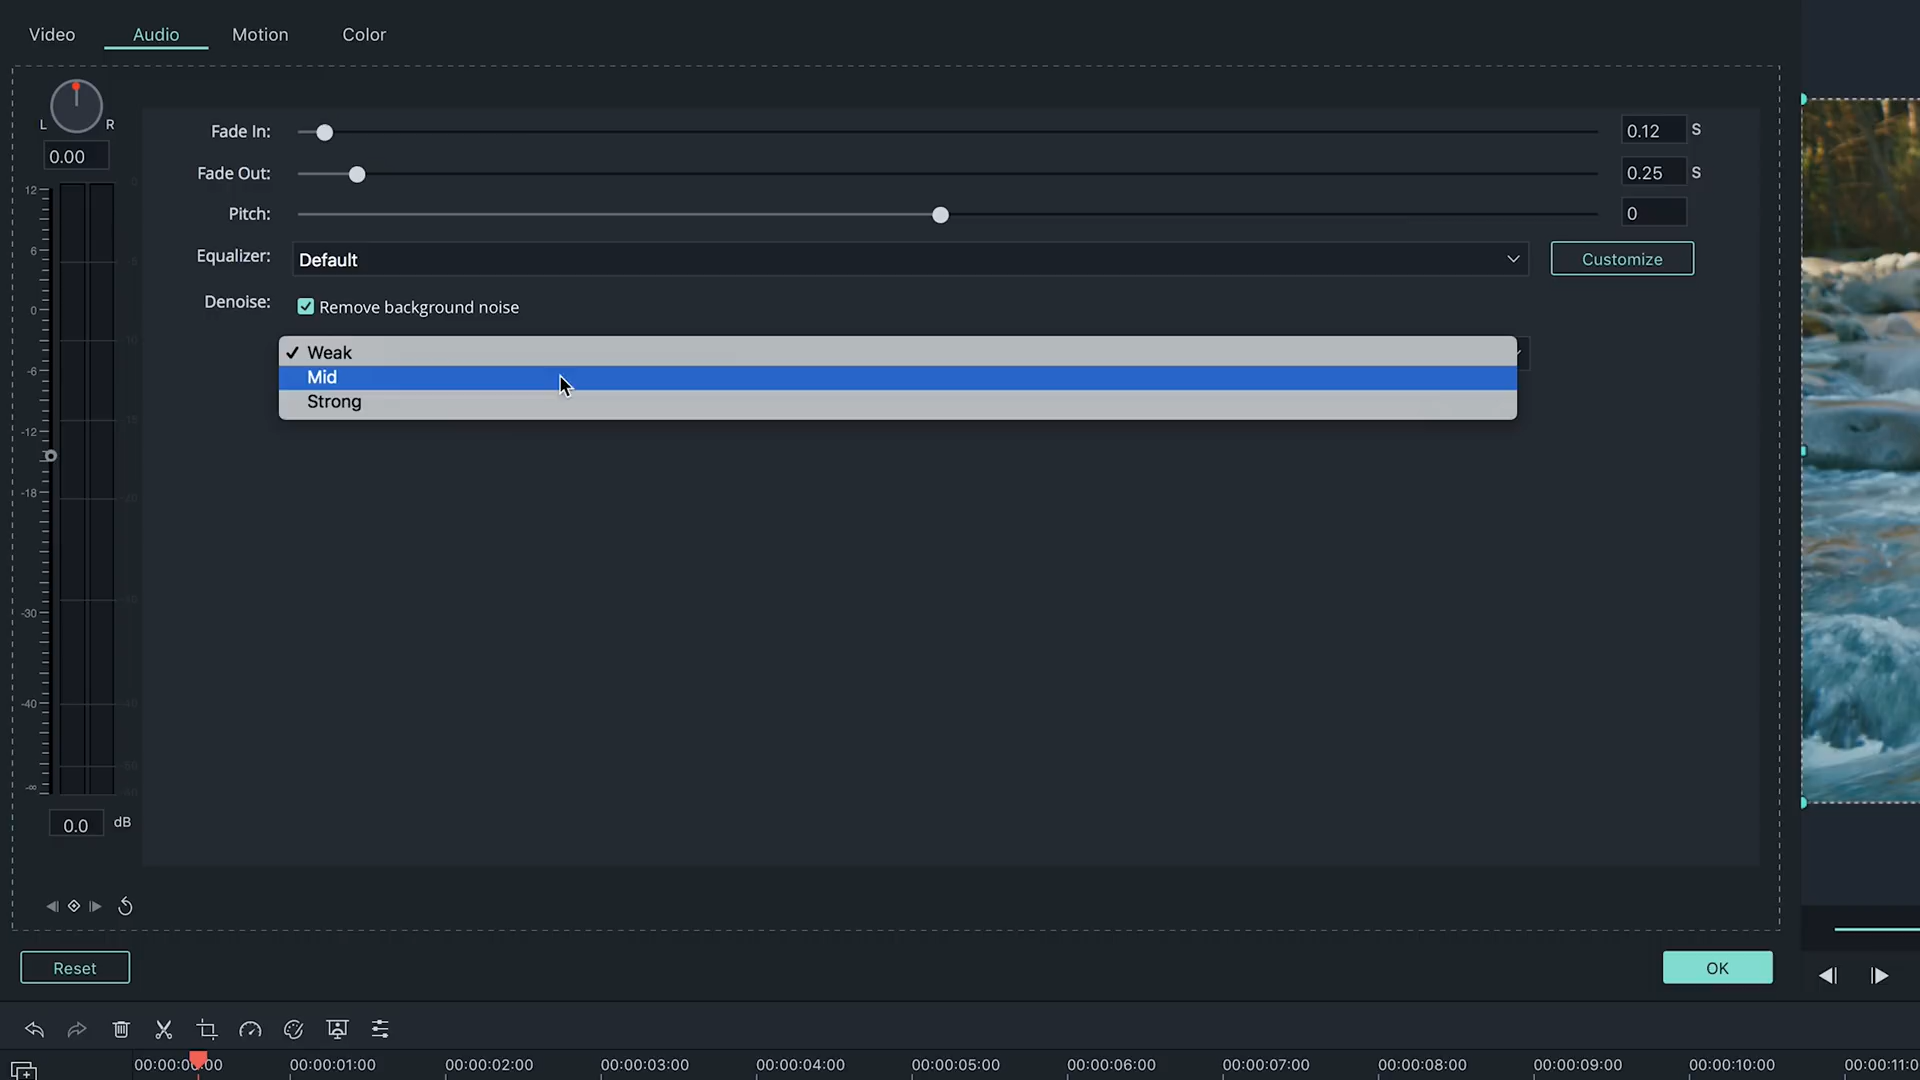 Video Audio Motion Color
L R
0.00
Fade In: 0.12 S
Fade Out: 0.25 S
Pitch: 0
Equalizer: Default Customize
Denoise: Remove background noise
Weak
Mid
Strong
12
6
0
-6
-12
-18
-30
-40
-∞
0.0 dB
Reset OK
00:00:01:00 00:00:02:00 00:00:03:00 00:00:04:00 00:00:05:00 00:00:06:00 00:00:07:00 00:00:08:00 00:00:09:00 00:00:10:00